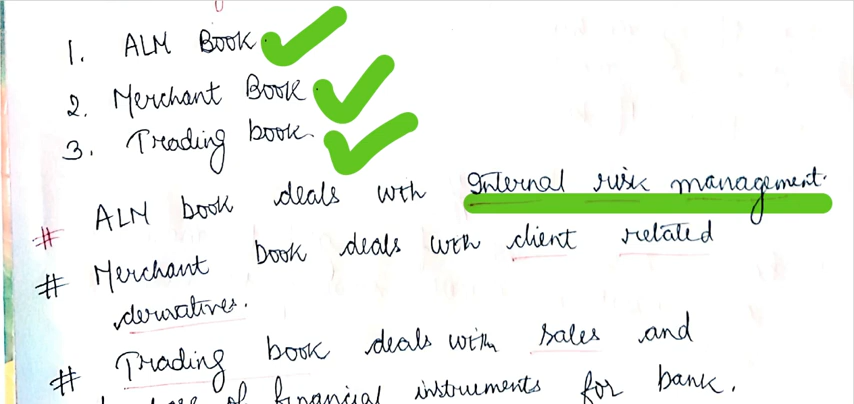 1. ALM Book
2. Merchant Book
3. Trading book.
# ALM book deals with Internal risk management.
# Merchant book deals with client related
derivatives.
# Trading book deals with sales and
of financial instruments for bank.